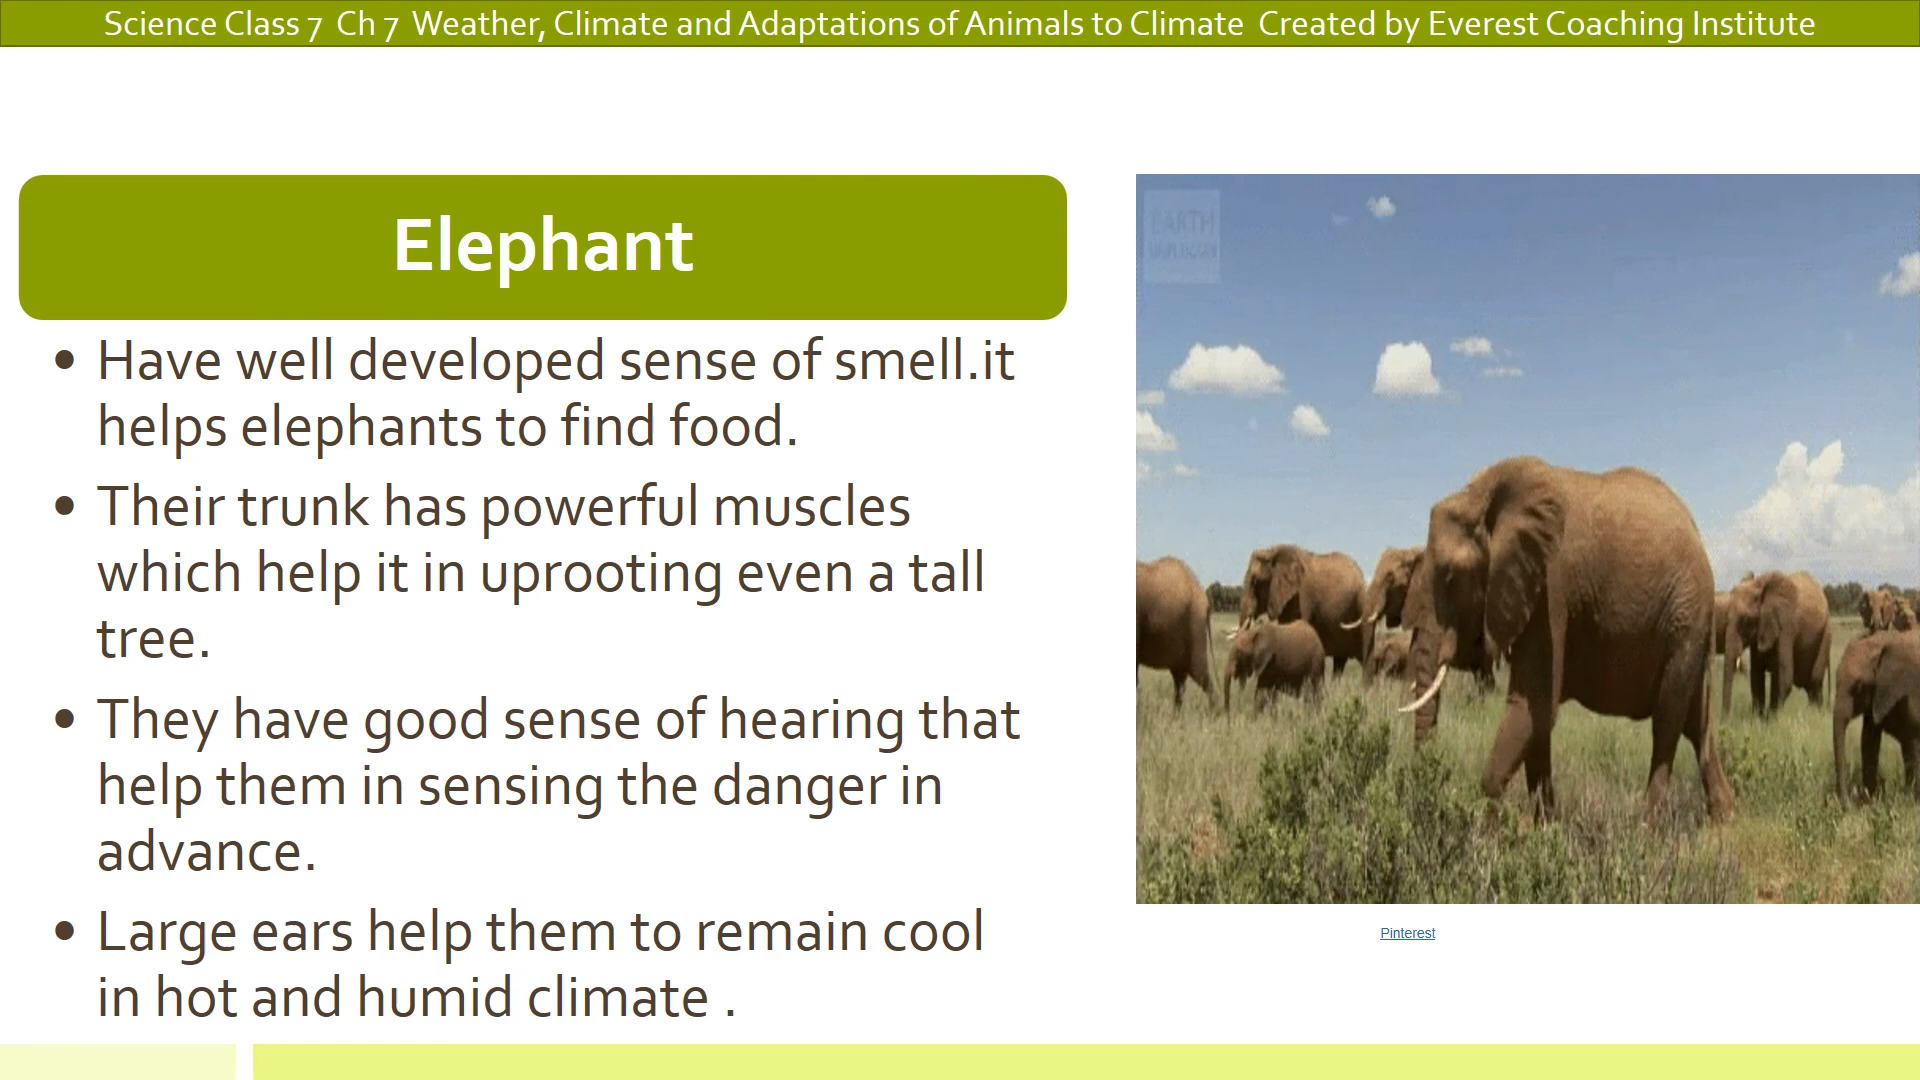 Science Class 7 Ch 7 Weather, Climate and Adaptations of Animals to Climate Created by Everest Coaching Institute
Elephant
• Have well developed sense of smell.it
helps elephants to find food.
• Their trunk has powerful muscles
which help it in uprooting even a tall
tree.
• They have good sense of hearing that
help them in sensing the danger in
advance.
• Large ears help them to remain cool
in hot and humid climate .
EARTH
UNPLUGGED
Pinterest